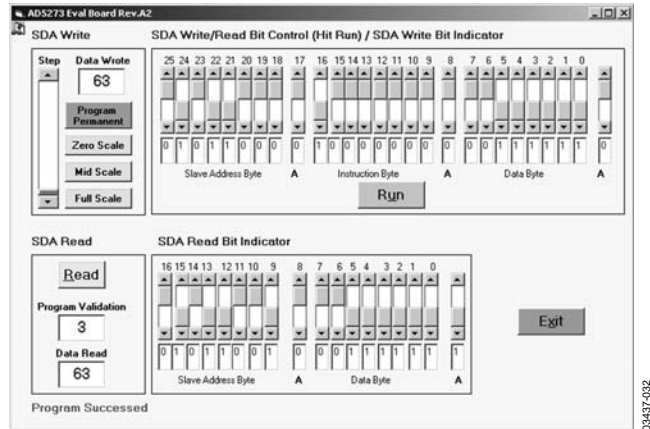 AD5273 Eval Board Rev.A2
SDA Write
SDA Write/Read Bit Control (Hit Run) / SDA Write Bit Indicator
Step
Data Wrote
63
Program
Permanent
Zero Scale
Mid Scale
Full Scale
25 24 23 22 21 20 19 18 17 16 15 14 13 12 11 10 9 8 7 6 5 4 3 2 1 0
0 1 0 1 1 0 0 0 0 1 0 0 0 0 0 0 0 0 0 0 1 1 1 1 1 1 0
Slave Address Byte A Instruction Byte A Data Byte A
Run
SDA Read
SDA Read Bit Indicator
Read
Program Validation
3
Data Read
63
16 15 14 13 12 11 10 9 8 7 6 5 4 3 2 1 0
0 1 0 1 1 0 0 1 0 0 0 1 1 1 1 1 1 1
Slave Address Byte A Data Byte A
Exit
Program Successed
03437-032